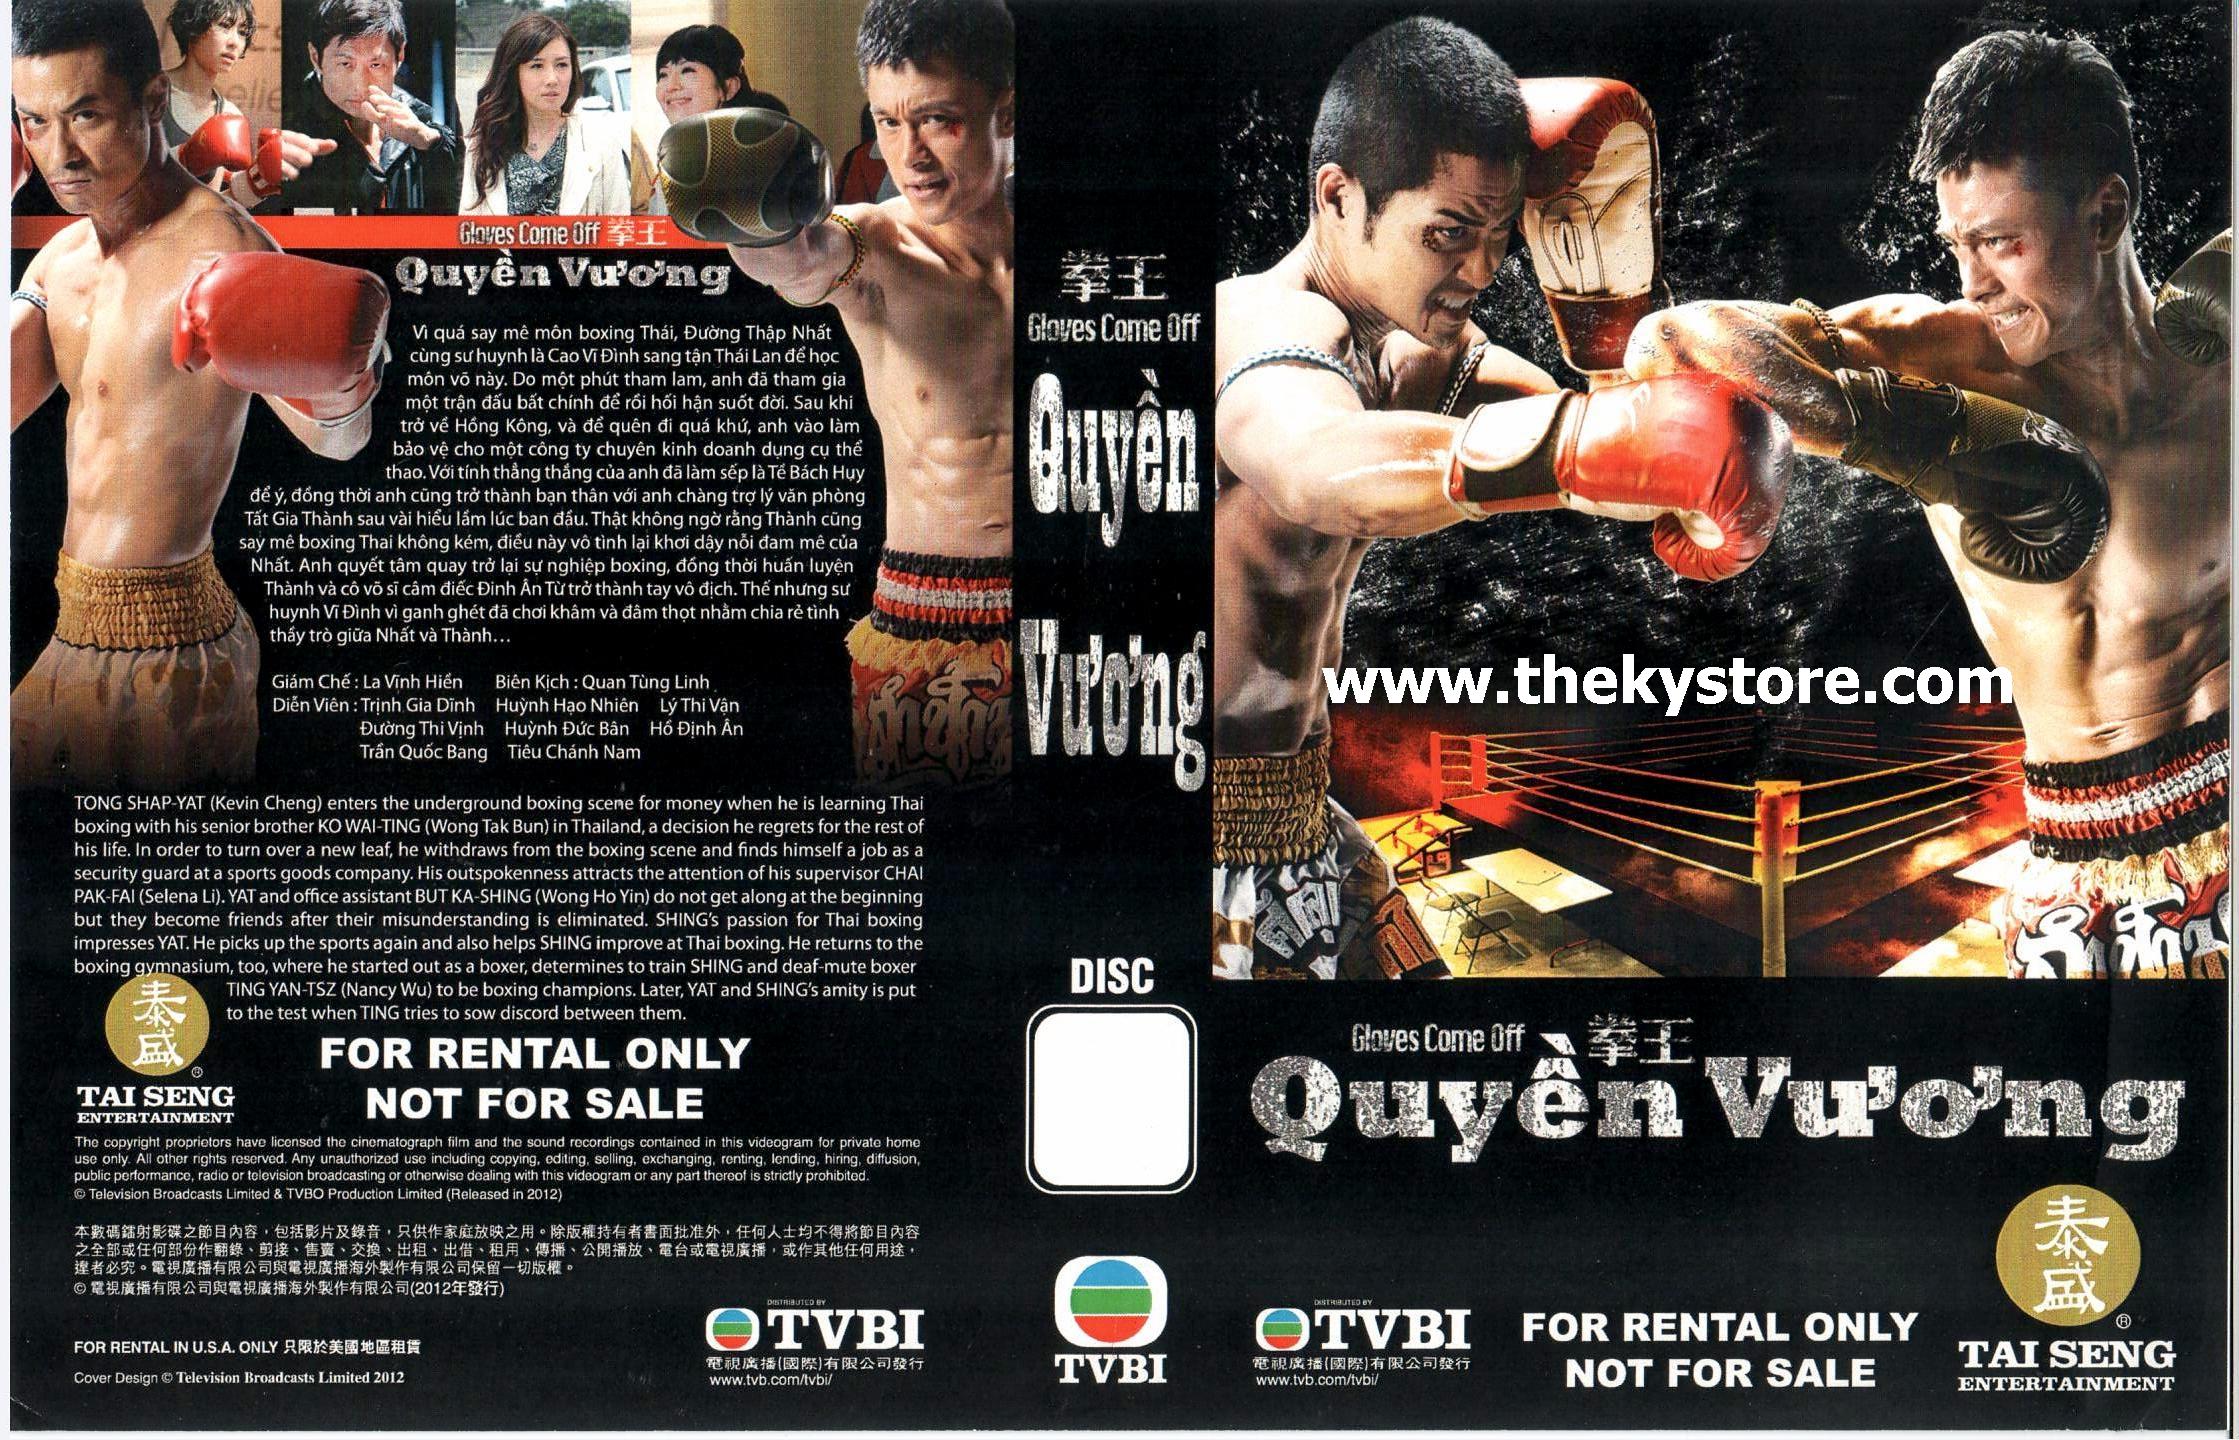 Gloves Come Off 拳王
Quyền Vương
Vì quá say mê môn boxing Thái, Đường Thập Nhất
cùng sư huynh là Cao Vĩ Đình sang tận Thái Lan để học
môn võ này. Do một phút tham lam, anh đã tham gia
một trận đấu bất chính để rồi hối hận suốt đời. Sau khi
trở về Hồng Kông, và để quên đi quá khứ, anh vào làm
bảo vệ cho một công ty chuyên kinh doanh dụng cụ thể
thao. Với tính thẳng thắng của anh đã làm sếp là Tề Bách Huy
để ý, đồng thời anh cũng trở thành bạn thân với anh chàng trợ lý văn phòng
Tất Gia Thành sau vài hiểu lầm lúc ban đầu. Thật không ngờ rằng Thành cũng
say mê boxing Thai không kém, điều này vô tình lại khơi dậy nỗi đam mê của
Nhất. Anh quyết tâm quay trở lại sự nghiệp boxing, đồng thời huấn luyện
Thành và cô võ sĩ câm điếc Đinh Ân Từ trở thành tay vô địch. Thế nhưng sư
huynh Vĩ Đình vì ganh ghét đã chơi khâm và đâm thọt nhằm chia rẻ tình
thầy trò giữa Nhất và Thành...
Giám Chế : La Vĩnh Hiền Biên Kịch : Quan Tùng Linh
Diễn Viên : Trịnh Gia Dĩnh Huỳnh Hạo Nhiên Lý Thi Vận
Đường Thi Vịnh Huỳnh Đức Bân Hồ Định Ân
Trần Quốc Bang Tiêu Chánh Nam
TONG SHAP-YAT (Kevin Cheng) enters the underground boxing scene for money when he is learning Thai
boxing with his senior brother KO WAI-TING (Wong Tak Bun) in Thailand, a decision he regrets for the rest of
his life. In order to turn over a new leaf, he withdraws from the boxing scene and finds himself a job as a
security guard at a sports goods company. His outspokenness attracts the attention of his supervisor CHAI
PAK-FAI (Selena Li). YAT and office assistant BUT KA-SHING (Wong Ho Yin) do not get along at the beginning
but they become friends after their misunderstanding is eliminated. SHING's passion for Thai boxing
impresses YAT. He picks up the sports again and also helps SHING improve at Thai boxing. He returns to the
boxing gymnasium, too, where he started out as a boxer, determines to train SHING and deaf-mute boxer
TING YAN-TSZ (Nancy Wu) to be boxing champions. Later, YAT and SHING's amity is put
to the test when TING tries to sow discord between them.
泰盛
®
TAI SENG
ENTERTAINMENT
FOR RENTAL ONLY
NOT FOR SALE
The copyright proprietors have licensed the cinematograph film and the sound recordings contained in this videogram for private home
use only. All other rights reserved. Any unauthorized use including copying, editing, selling, exchanging, renting, lending, hiring, diffusion,
public performance, radio or television broadcasting or otherwise dealing with this videogram or any part thereof is strictly prohibited.
© Television Broadcasts Limited & TVBO Production Limited (Released in 2012)
本數碼鐳射影碟之節目內容，包括影片及錄音，只供作家庭放映之用。除版權持有者書面批准外，任何人士均不得將節目內容
之全部或任何部份作翻錄、剪接、售賣、交換、出租、出借、租用、傳播、公開播放、電台或電視廣播，或作其他任何用途，
違者必究。電視廣播有限公司與電視廣播海外製作有限公司保留一切版權。
© 電視廣播有限公司與電視廣播海外製作有限公司(2012年發行)
FOR RENTAL IN U.S.A. ONLY 只限於美國地區租賃
Cover Design © Television Broadcasts Limited 2012
DISTRIBUTED BY
TVBI
電視廣播(國際)有限公司發行
www.tvb.com/tvbi/
拳王
Gloves Come Off
Quyền
Vương
DISC
TVBI
www.thekystore.com
Gloves Come Off 拳王
Quyền Vương
DISTRIBUTED BY
TVBI
電視廣播(國際)有限公司發行
www.tvb.com/tvbi/
FOR RENTAL ONLY
NOT FOR SALE
泰盛
®
TAI SENG
ENTERTAINMENT